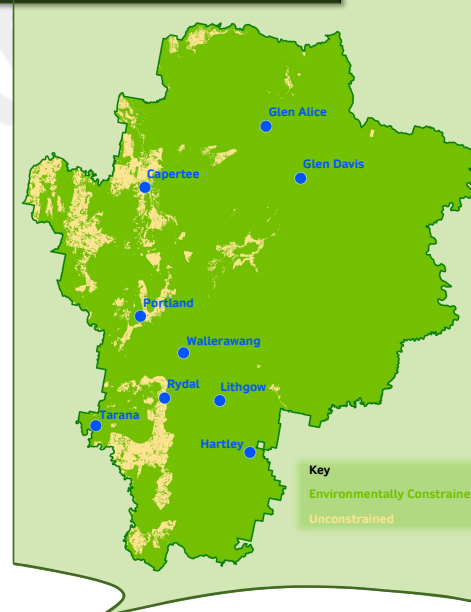 Glen Alice
Glen Davis
Capertee
Portland
Wallerawang
Rydal
Lithgow
Tarana
Hartley
Key
Environmentally Constraine
Unconstrained